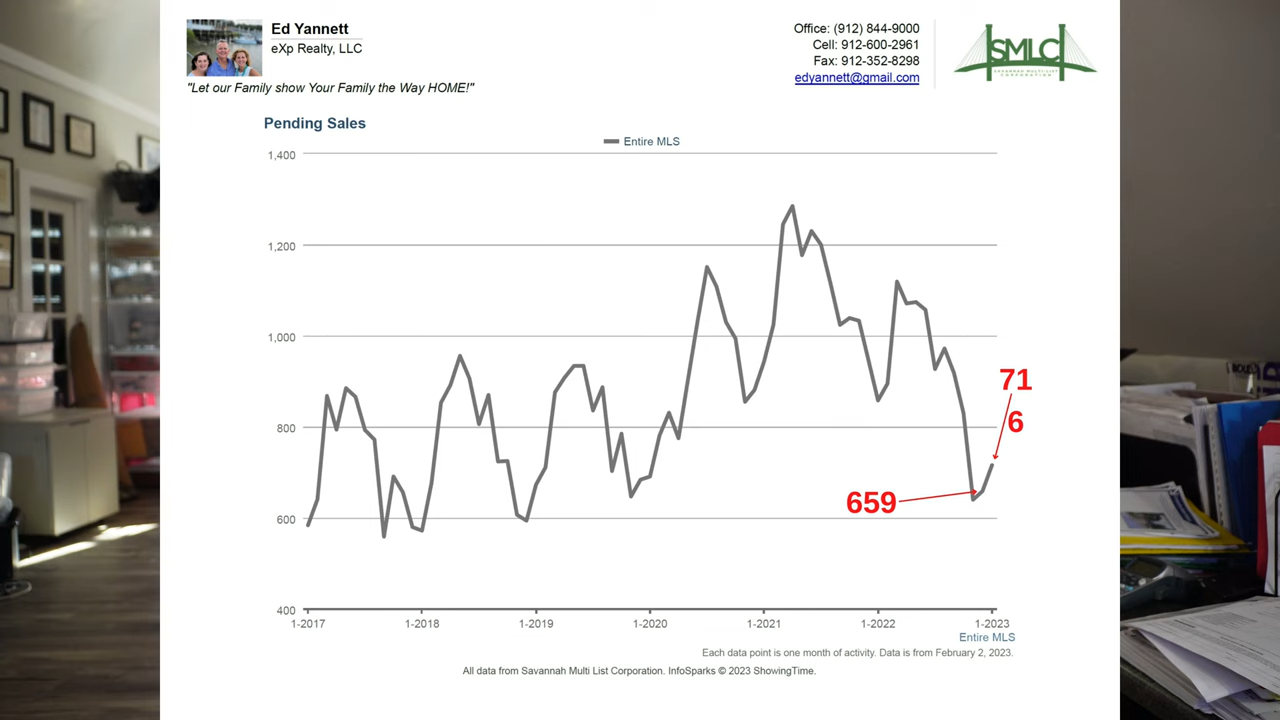 Ed Yannett
eXp Realty, LLC
"Let our Family show Your Family the Way HOME!"
Office: (912) 844-9000
Cell: 912-600-2961
Fax: 912-352-8298
edyannett@gmail.com
SMLC
SAVANNAH MULTI-LIST
CORPORATION
Pending Sales
Entire MLS
1,400
1,200
1,000
800
600
400
71
6
659
1-2017 1-2018 1-2019 1-2020 1-2021 1-2022 1-2023
Entire MLS
Each data point is one month of activity. Data is from February 2, 2023.
All data from Savannah Multi List Corporation. InfoSparks © 2023 ShowingTime.